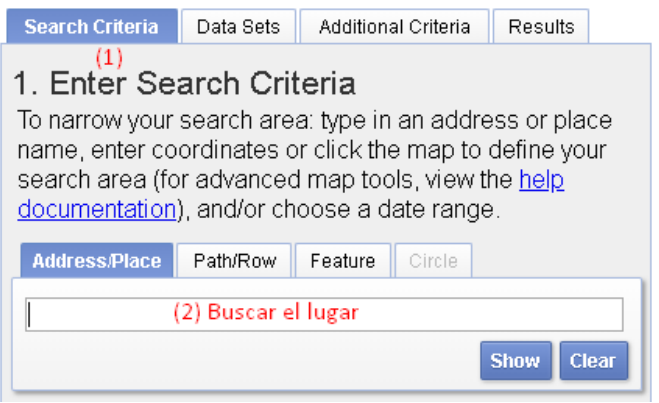 Search Criteria Data Sets Additional Criteria Results
(1)
1. Enter Search Criteria
To narrow your search area: type in an address or place
name, enter coordinates or click the map to define your
search area (for advanced map tools, view the help
documentation), and/or choose a date range.
Address/Place Path/Row Feature Circle
(2) Buscar el lugar
Show Clear